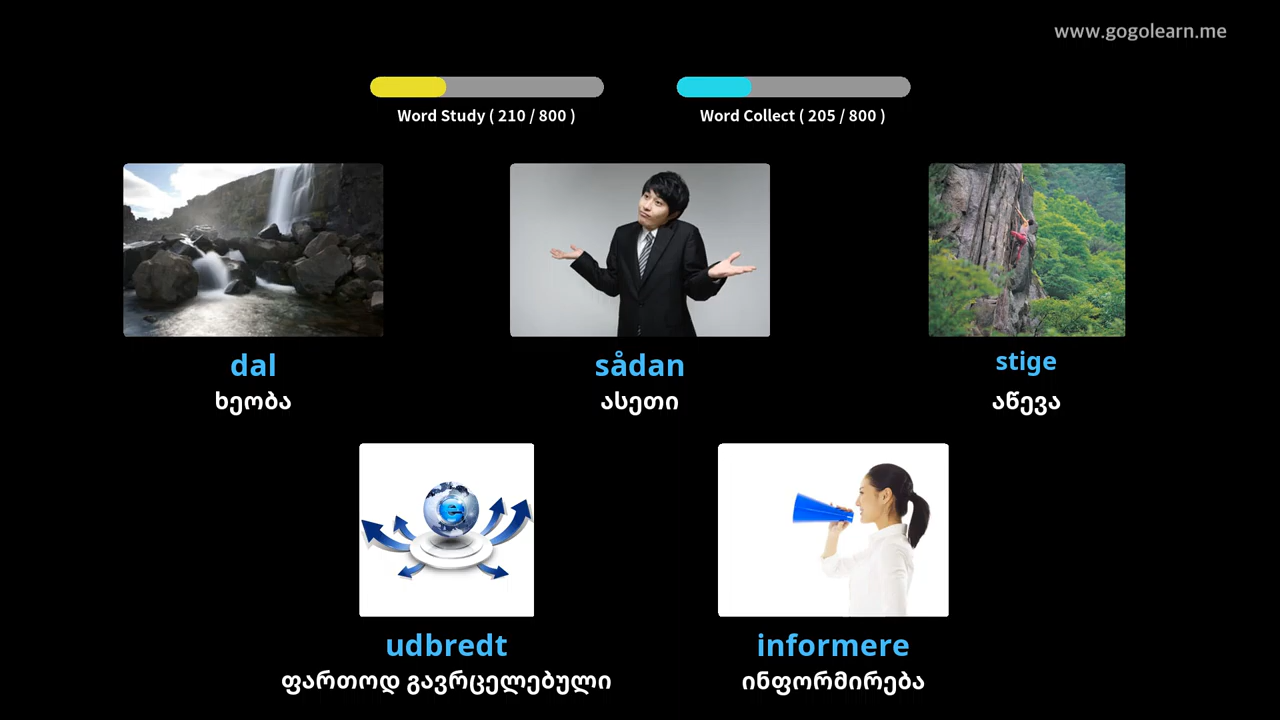 www.gogolearn.me
Word Study ( 210 / 800 )
Word Collect ( 205 / 800 )
dal
ხეობა
sådan
ასეთი
stige
აწევა
udbredt
ფართოდ გავრცელებული
informere
ინფორმირება